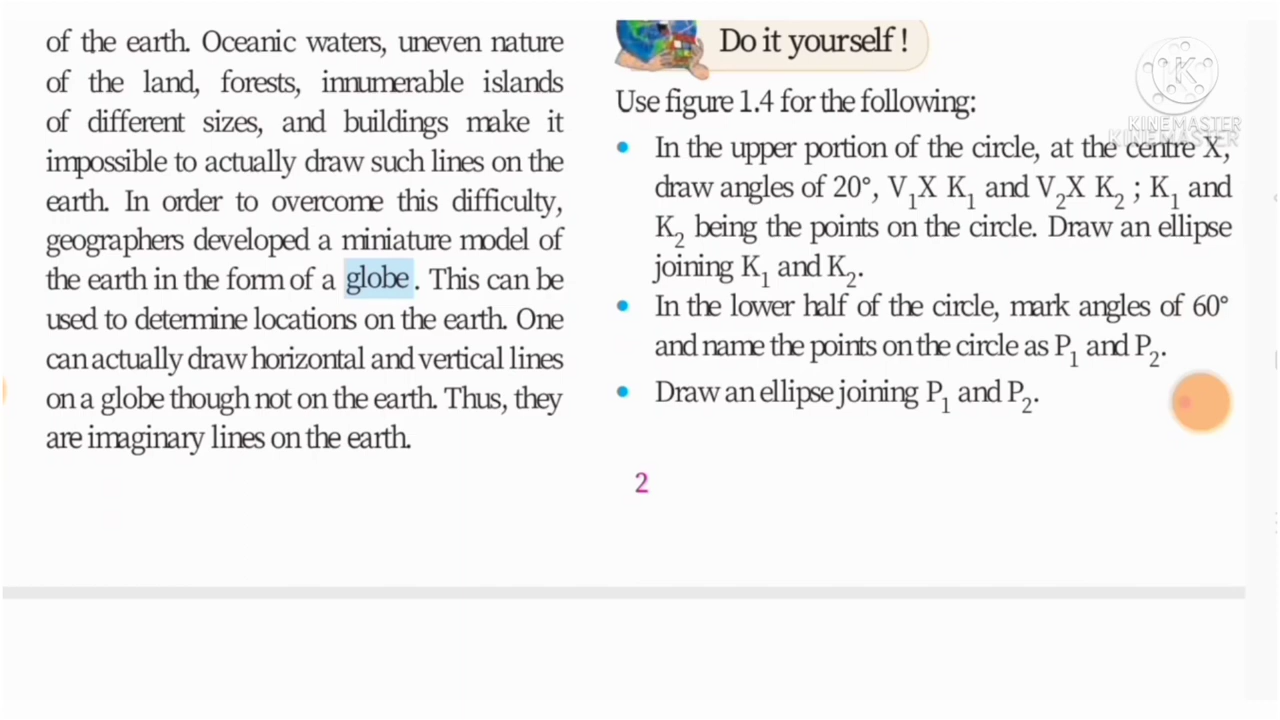 of the earth. Oceanic waters, uneven nature
of the land, forests, innumerable islands
of different sizes, and buildings make it
impossible to actually draw such lines on the
earth. In order to overcome this difficulty,
geographers developed a miniature model of
the earth in the form of a globe. This can be
used to determine locations on the earth. One
can actually draw horizontal and vertical lines
on a globe though not on the earth. Thus, they
are imaginary lines on the earth.
Do it yourself !
Use figure 1.4 for the following:
• In the upper portion of the circle, at the centre X,
draw angles of 20°, V₁X K₁ and V₂X K₂ ; K₁ and
K₂ being the points on the circle. Draw an ellipse
joining K₁ and K₂.
• In the lower half of the circle, mark angles of 60°
and name the points on the circle as P₁ and P₂.
• Draw an ellipse joining P₁ and P₂.
2
K
KINEMASTER
KINEMASTER